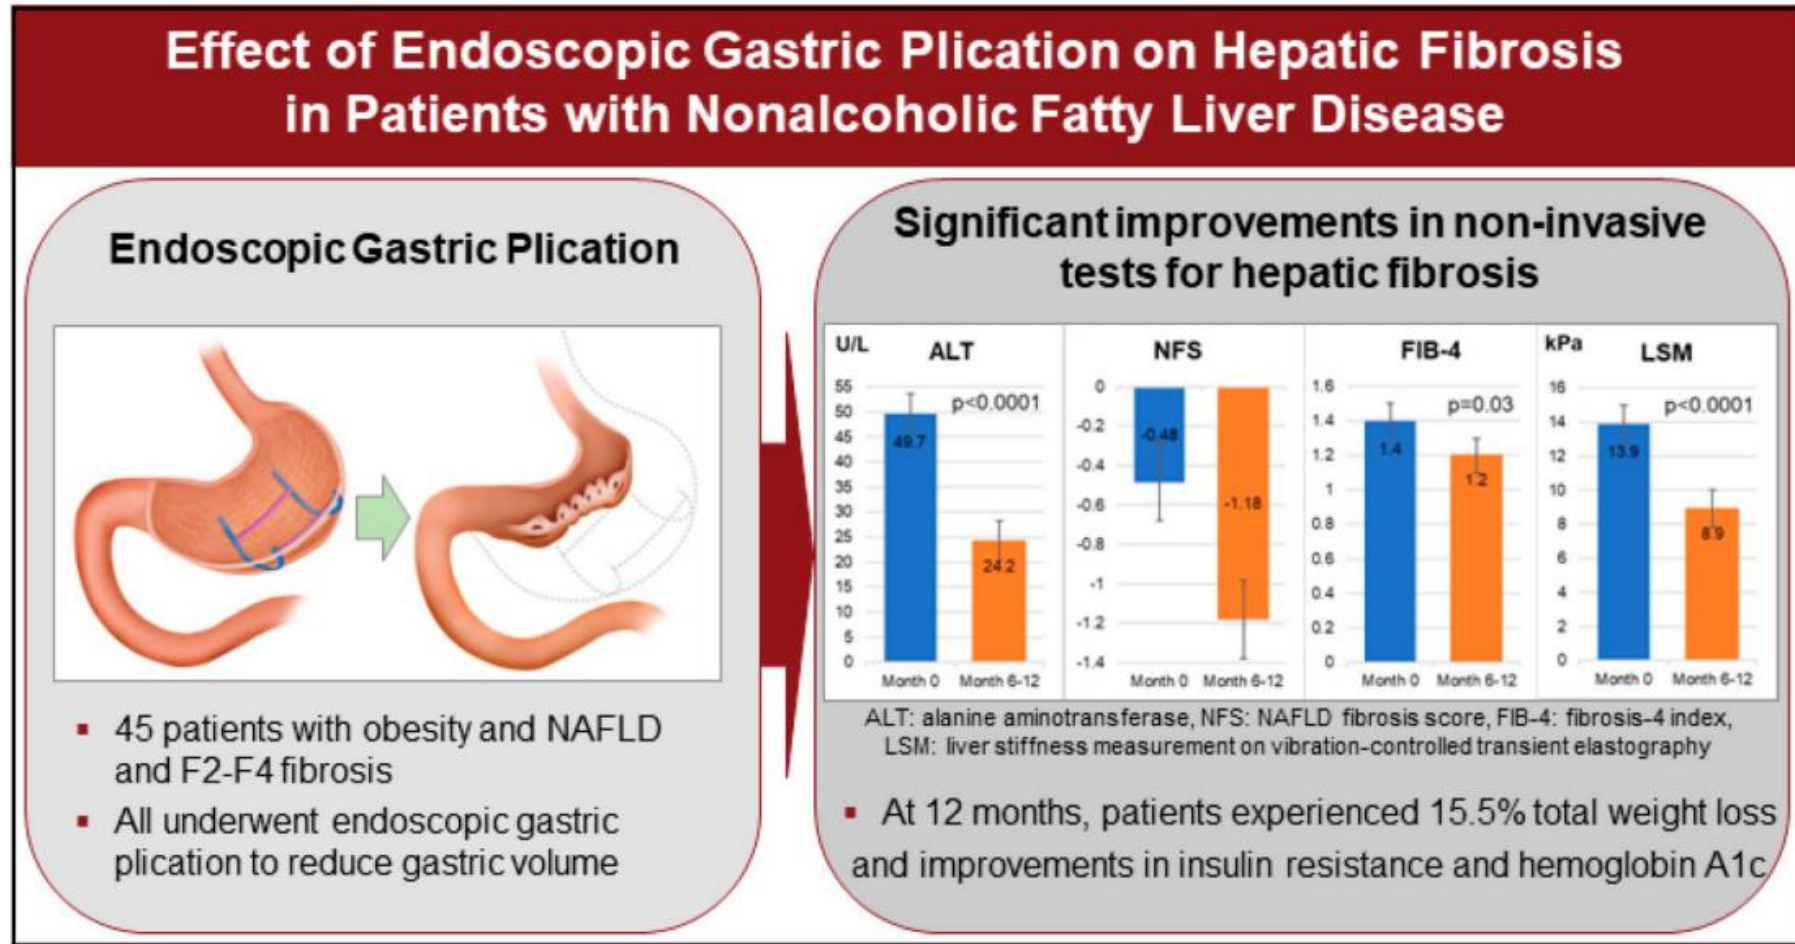 Effect of Endoscopic Gastric Plication on Hepatic Fibrosis
in Patients with Nonalcoholic Fatty Liver Disease
Endoscopic Gastric Plication
▪ 45 patients with obesity and NAFLD
and F2-F4 fibrosis
▪ All underwent endoscopic gastric
plication to reduce gastric volume
Significant improvements in non-invasive
tests for hepatic fibrosis
U/L
ALT
55
50
45
40
35
30
25
20
15
10
5
0
p<0.0001
49.7
24.2
Month 0 Month 6-12
NFS
0
-0.2
-0.4
-0.6
-0.8
-1
-1.2
-1.4
-0.48
-1.18
Month 0 Month 6-12
FIB-4
1.6
1.4
1.2
1
0.8
0.6
0.4
0.2
0
p=0.03
1.4
1.2
Month 0 Month 6-12
kPa
LSM
16
14
12
10
8
6
4
2
0
p<0.0001
13.9
8.9
Month 0 Month 6-12
ALT: alanine aminotransferase, NFS: NAFLD fibrosis score, FIB-4: fibrosis-4 index,
LSM: liver stiffness measurement on vibration-controlled transient elastography
▪ At 12 months, patients experienced 15.5% total weight loss
and improvements in insulin resistance and hemoglobin A1c